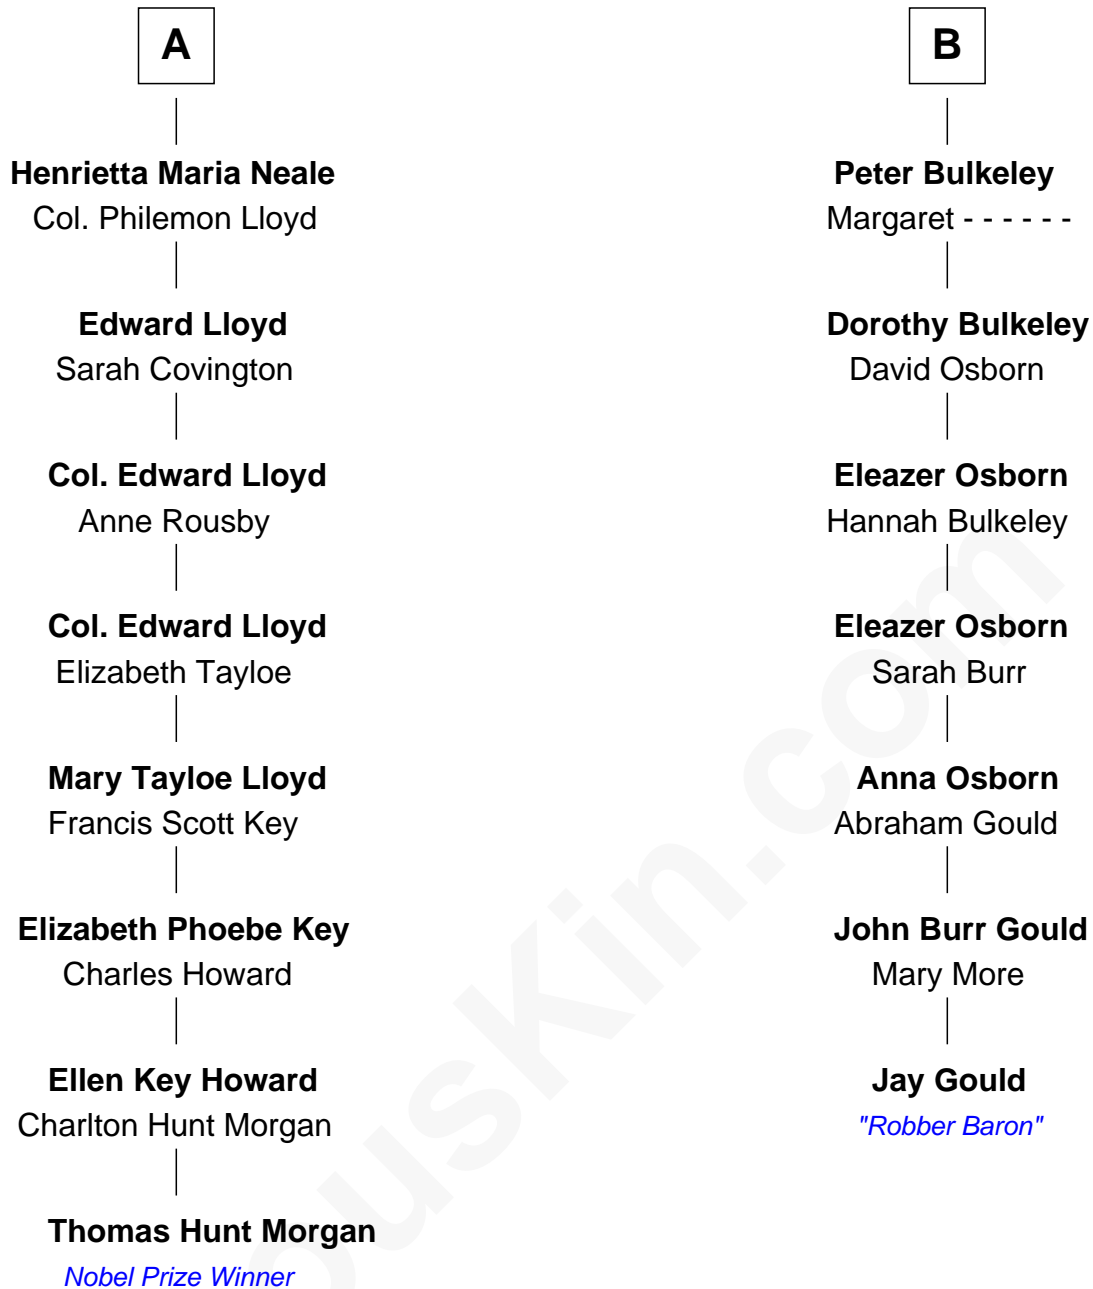 A
Henrietta Maria Neale
Col. Philemon Lloyd
Edward Lloyd
Sarah Covington
Col. Edward Lloyd
Anne Rousby
Col. Edward Lloyd
Elizabeth Tayloe
Mary Tayloe Lloyd
Francis Scott Key
Elizabeth Phoebe Key
Charles Howard
Ellen Key Howard
Charlton Hunt Morgan
Thomas Hunt Morgan
Nobel Prize Winner
B
Peter Bulkeley
Margaret - - - - - -
Dorothy Bulkeley
David Osborn
Eleazer Osborn
Hannah Bulkeley
Eleazer Osborn
Sarah Burr
Anna Osborn
Abraham Gould
John Burr Gould
Mary More
Jay Gould
"Robber Baron"
ousKin.com